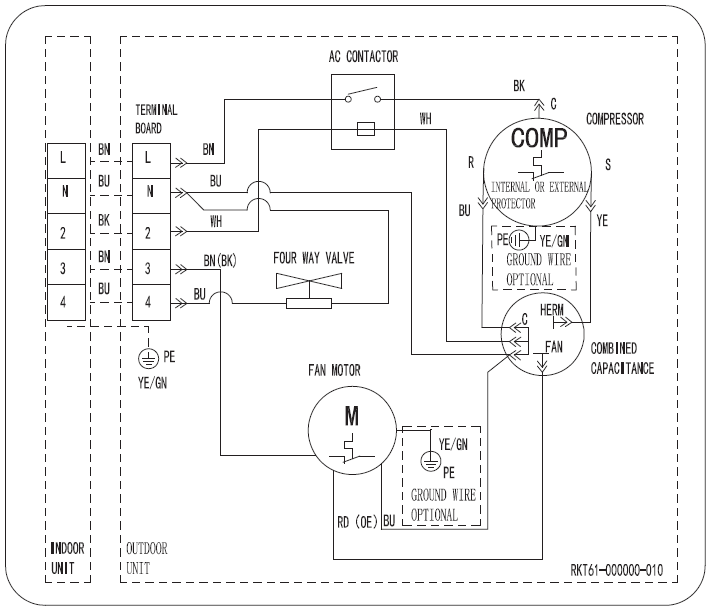 AC CONTACTOR
BK
C
TERMINAL
BOARD
WH
COMPRESSOR
COMP
L
BN
L
BN
R
S
INTERNAL OR EXTERNAL
PROTECTOR
N
BU
N
BU
BU
YE
2
BK
2
WH
PE
YE/GN
GROUND WIRE
OPTIONAL
3
BN
3
BN(BK)
FOUR WAY VALVE
4
BU
4
BU
HERM
C
FAN
COMBINED
CAPACITANCE
PE
YE/GN
FAN MOTOR
M
YE/GN
PE
GROUND WIRE
OPTIONAL
RD (OE)
BU
INDOOR
UNIT
OUTDOOR
UNIT
RKT61-000000-010